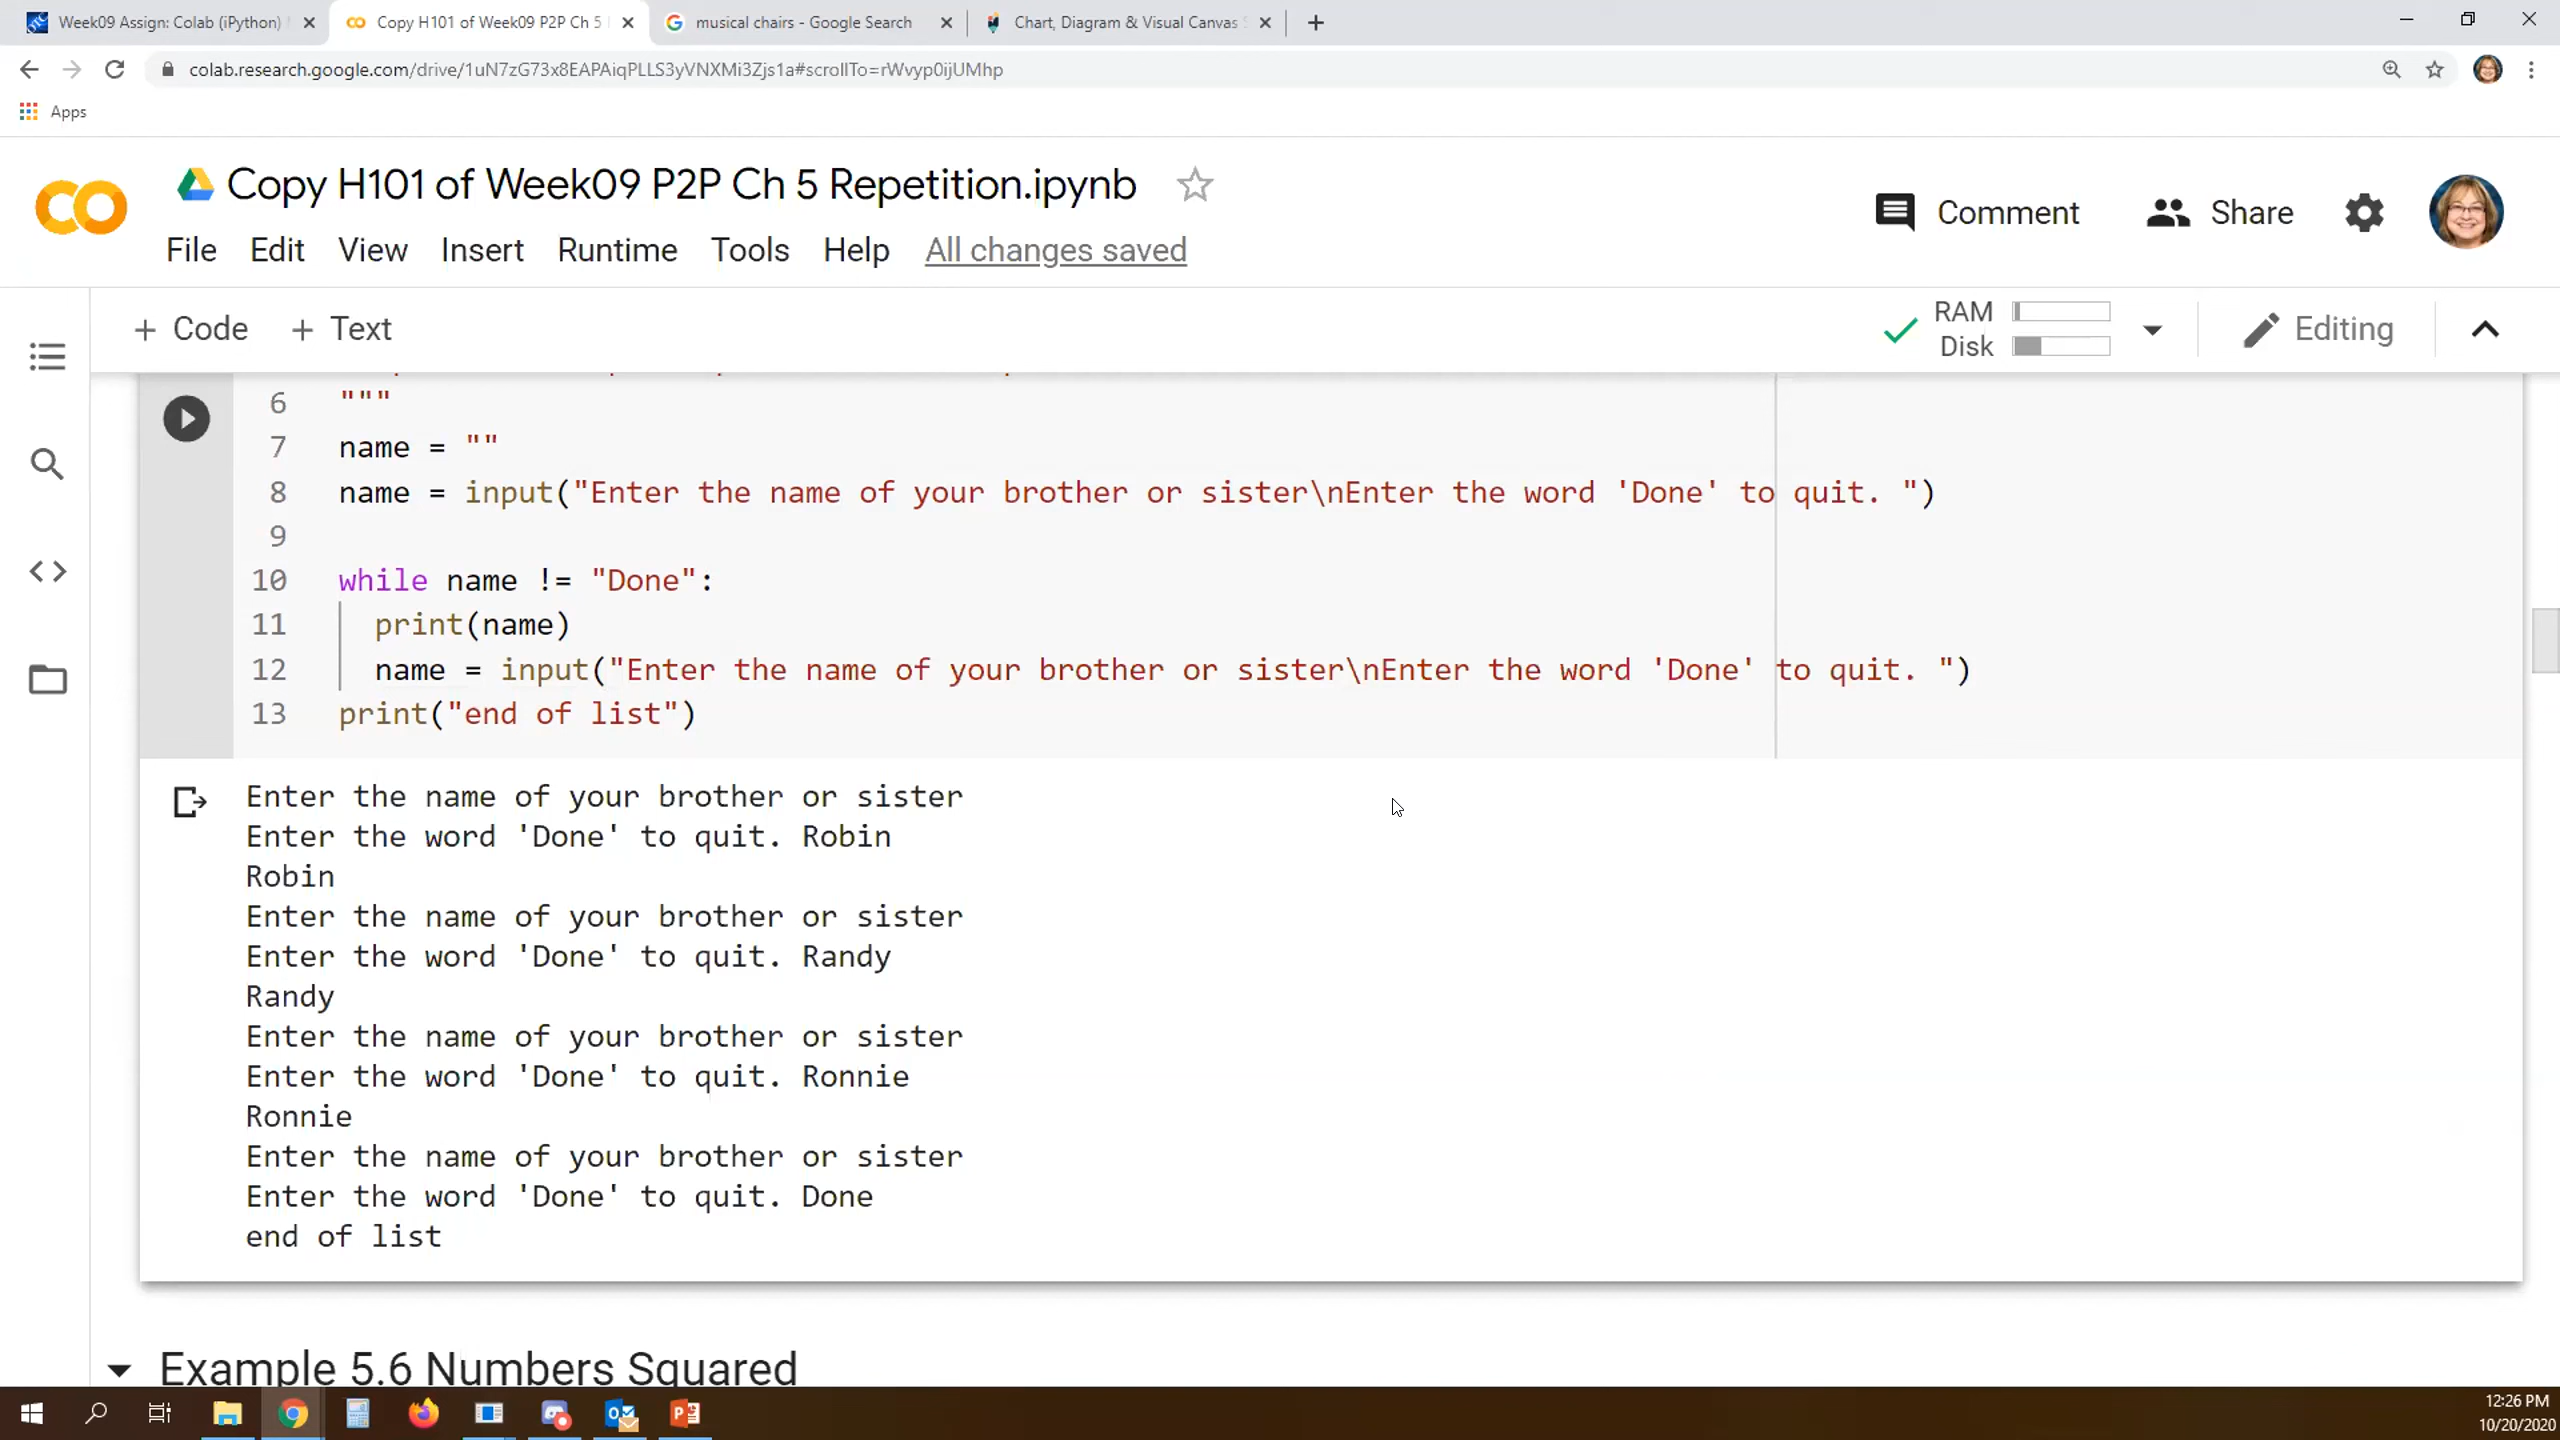 Week09 Assign: Colab (iPython)
Copy H101 of Week09 P2P Ch 5
musical chairs - Google Search
Chart, Diagram & Visual Canvas
colab.research.google.com/drive/1uN7zG73x8EAPAiqPLLS3yVNXMi3Zjs1a#scrollTo=rWvyp0ijUMhp
Apps
Copy H101 of Week09 P2P Ch 5 Repetition.ipynb
Comment
Share
File Edit View Insert Runtime Tools Help All changes saved
+ Code + Text
RAM
Disk
Editing
6 """
7 name = ""
8 name = input("Enter the name of your brother or sister\nEnter the word 'Done' to quit. ")
9
10 while name != "Done":
11 print(name)
12 name = input("Enter the name of your brother or sister\nEnter the word 'Done' to quit. ")
13 print("end of list")
Enter the name of your brother or sister
Enter the word 'Done' to quit. Robin
Robin
Enter the name of your brother or sister
Enter the word 'Done' to quit. Randy
Randy
Enter the name of your brother or sister
Enter the word 'Done' to quit. Ronnie
Ronnie
Enter the name of your brother or sister
Enter the word 'Done' to quit. Done
end of list
Example 5.6 Numbers Squared
12:26 PM
10/20/2020